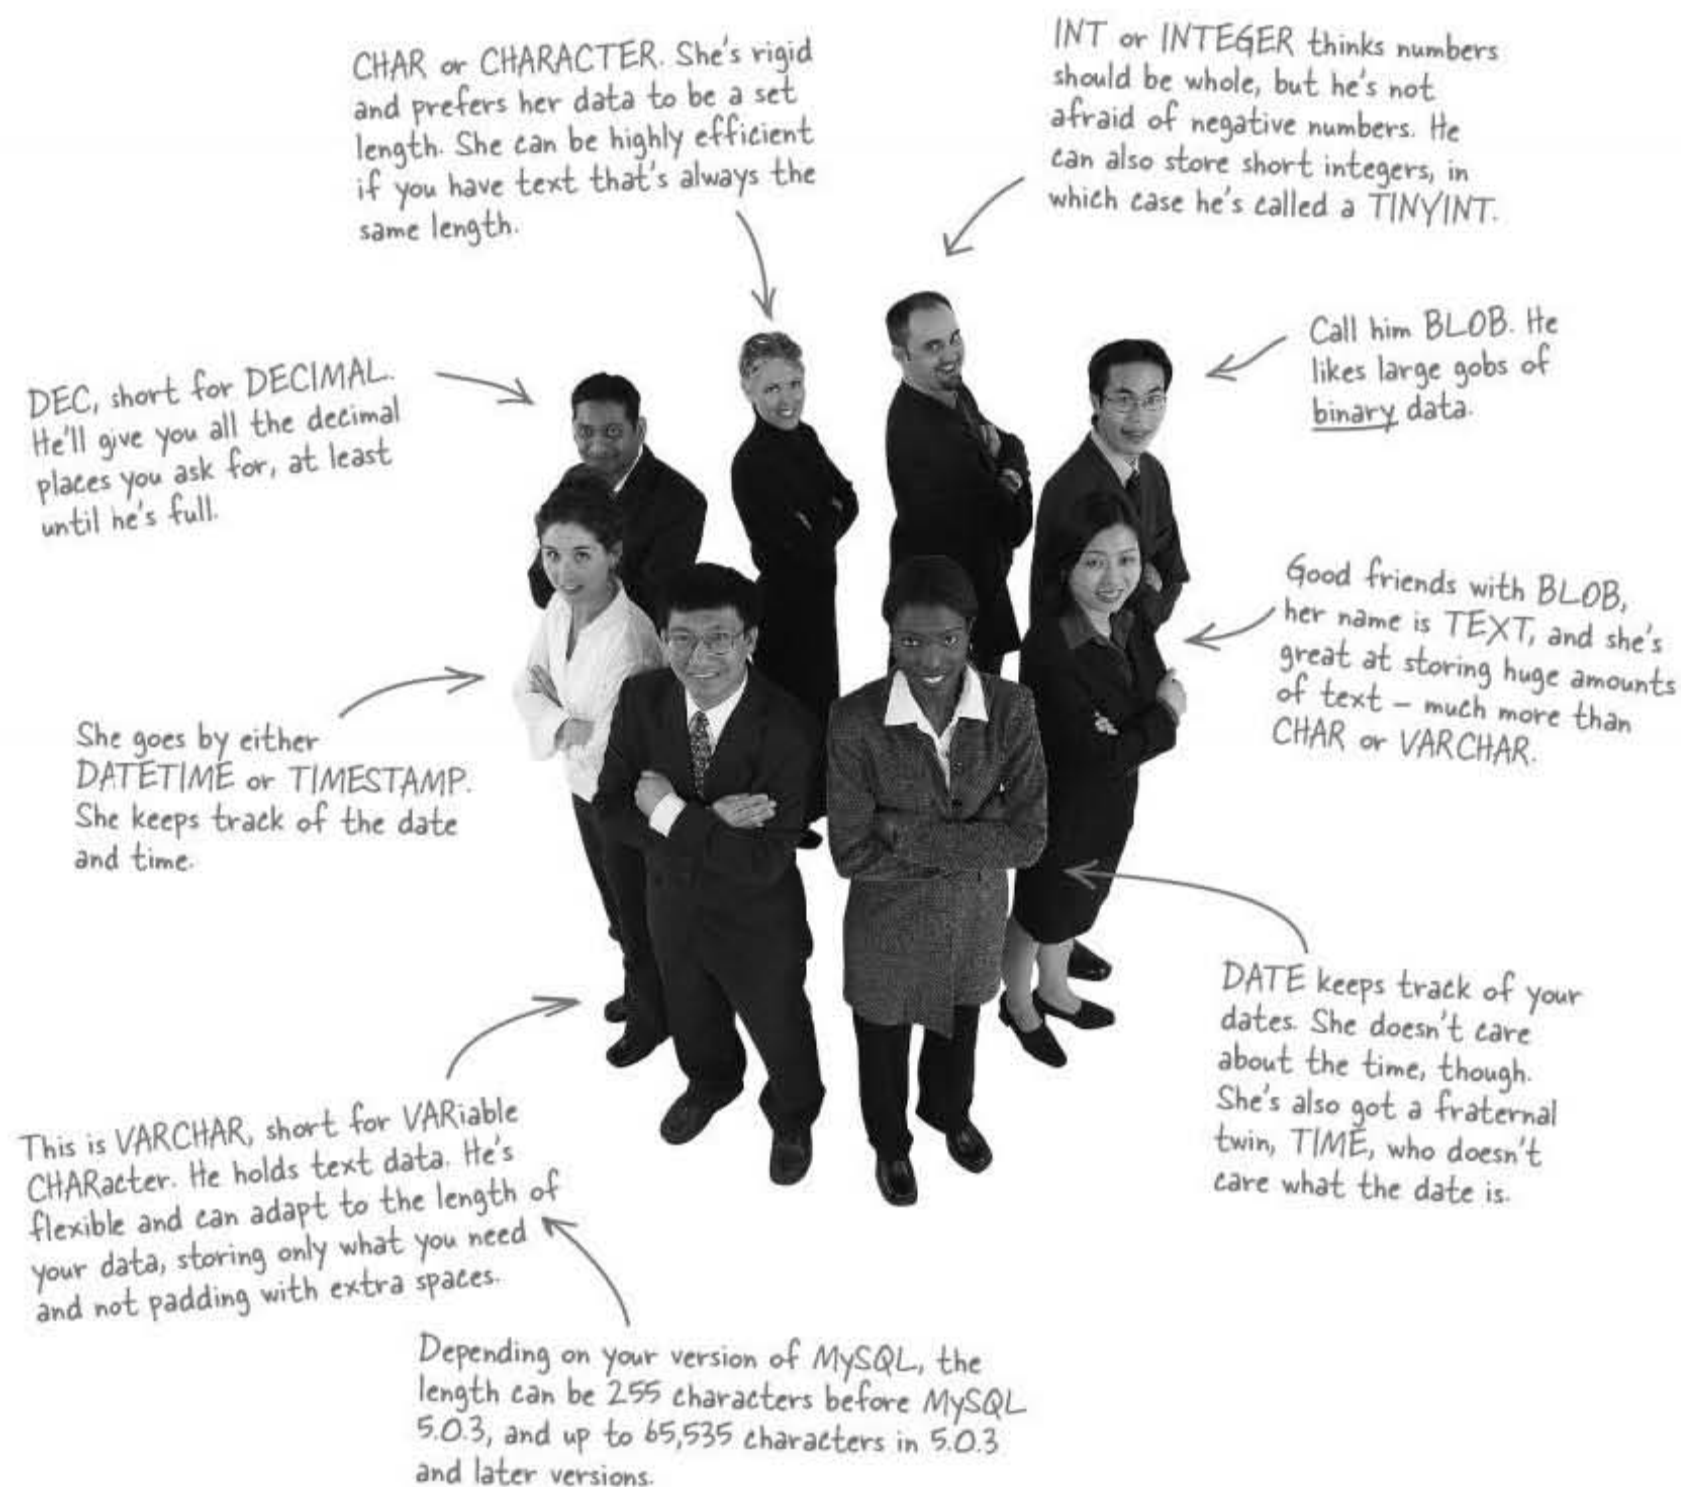 CHAR or CHARACTER. She's rigid
and prefers her data to be a set
length. She can be highly efficient
if you have text that's always the
same length.
INT or INTEGER thinks numbers
should be whole, but he's not
afraid of negative numbers. He
can also store short integers, in
which case he's called a TINYINT.
DEC, short for DECIMAL.
He'll give you all the decimal
places you ask for, at least
until he's full.
Call him BLOB. He
likes large gobs of
binary data.
Good friends with BLOB,
her name is TEXT, and she's
great at storing huge amounts
of text – much more than
CHAR or VARCHAR.
She goes by either
DATETIME or TIMESTAMP.
She keeps track of the date
and time.
DATE keeps track of your
dates. She doesn't care
about the time, though.
She's also got a fraternal
twin, TIME, who doesn't
care what the date is.
This is VARCHAR, short for VARiable
CHARacter. He holds text data. He's
flexible and can adapt to the length of
your data, storing only what you need
and not padding with extra spaces.
Depending on your version of MySQL, the
length can be 255 characters before MySQL
5.0.3, and up to 65,535 characters in 5.0.3
and later versions.